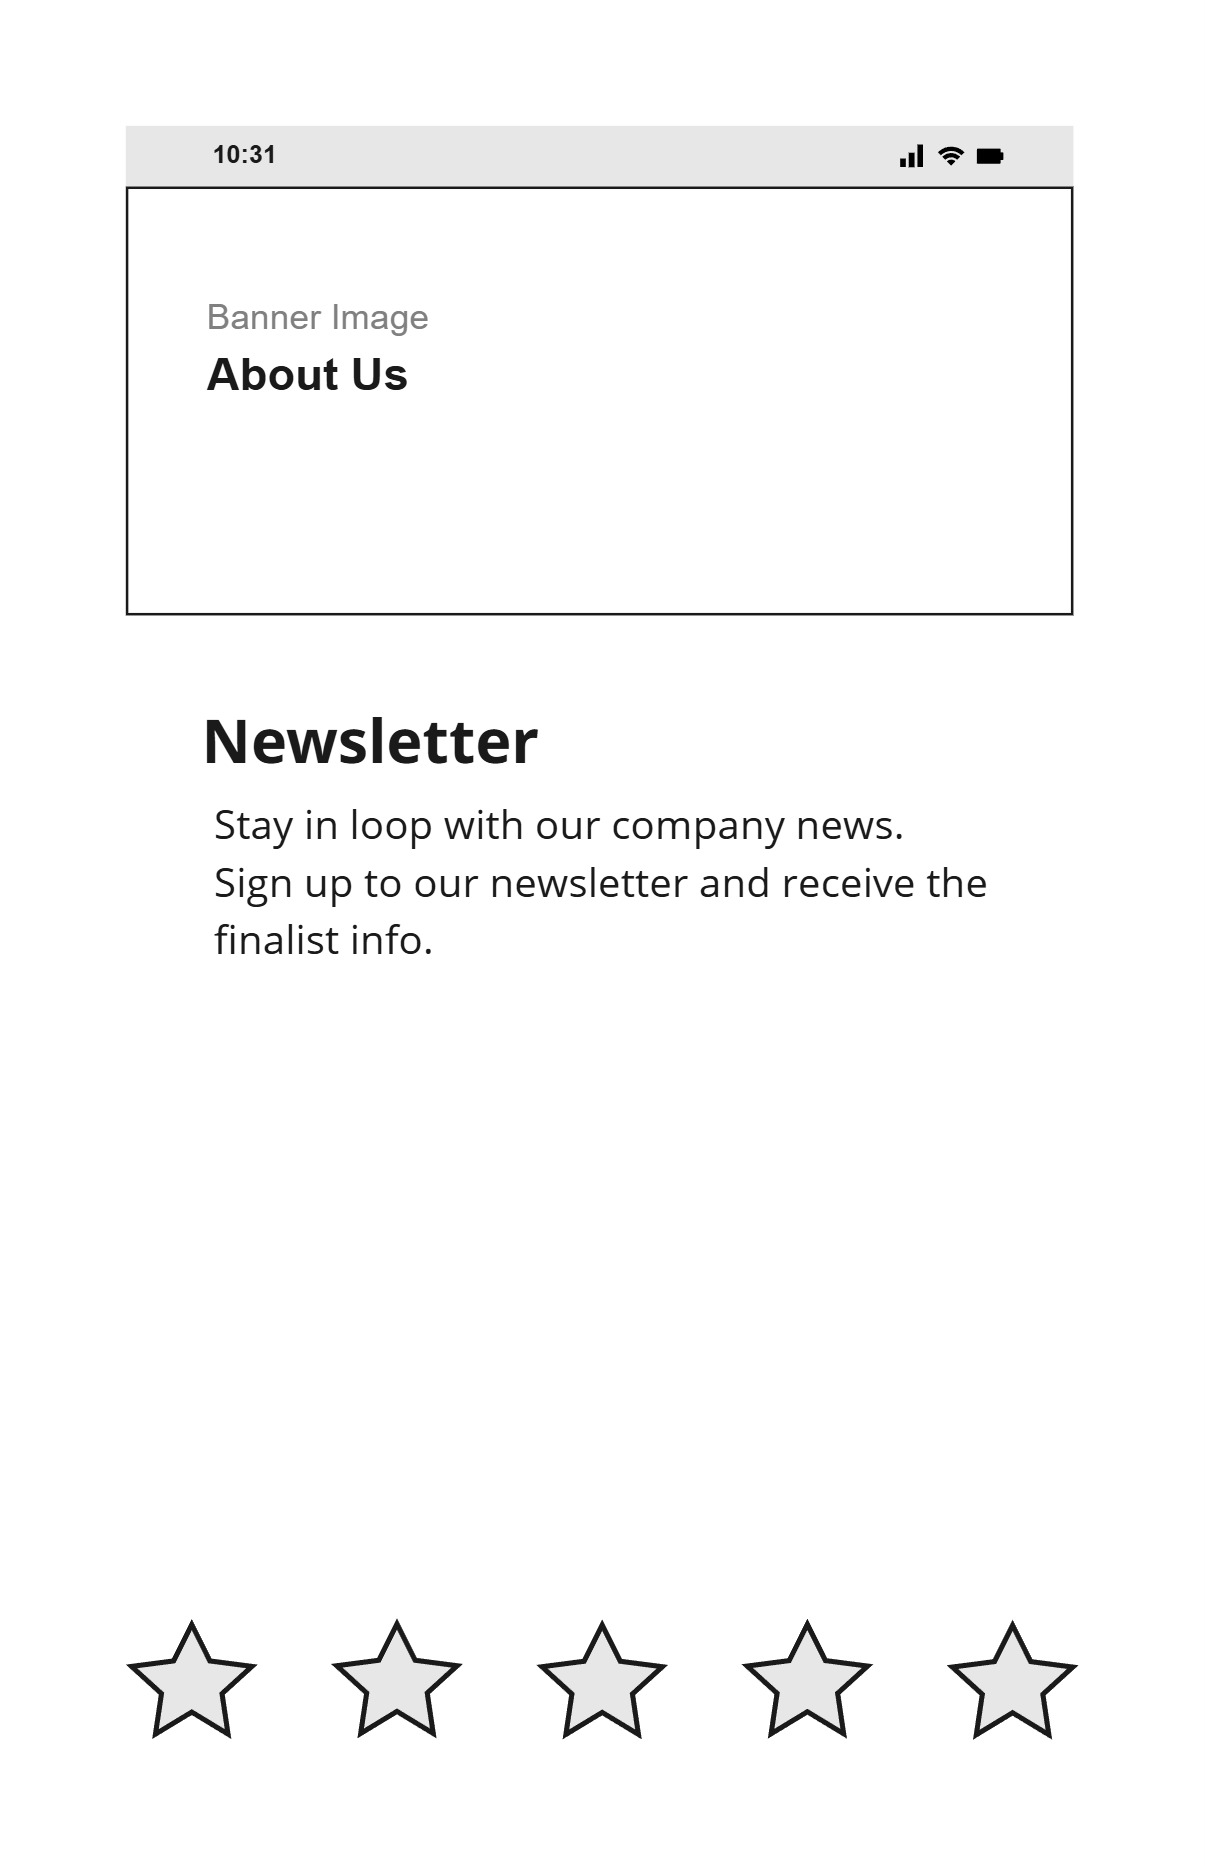 10:31
Banner Image
About Us
Newsletter
Stay in loop with our company news.
Sign up to our newsletter and receive the
finalist info.